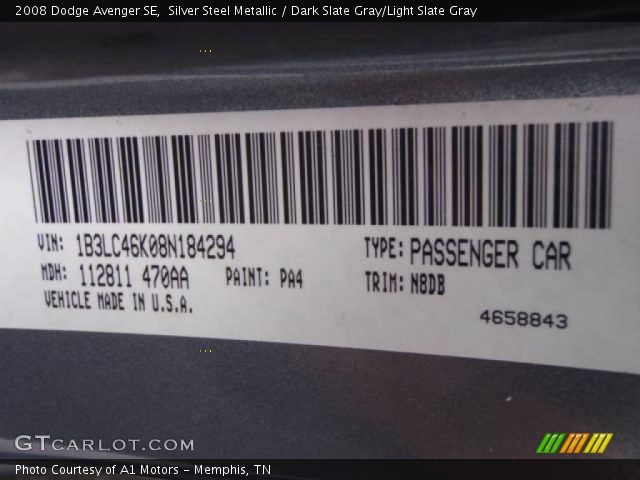 2008 Dodge Avenger SE,  Silver Steel Metallic / Dark Slate Gray/Light Slate Gray
VIN: 1B3LC46K08N184294 TYPE: PASSENGER CAR
MDH: 112811 470AA PAINT: PA4 TRIM: N8DB
VEHICLE MADE IN U.S.A. 4658843
GTCARLOT.COM
Photo Courtesy of A1 Motors - Memphis, TN